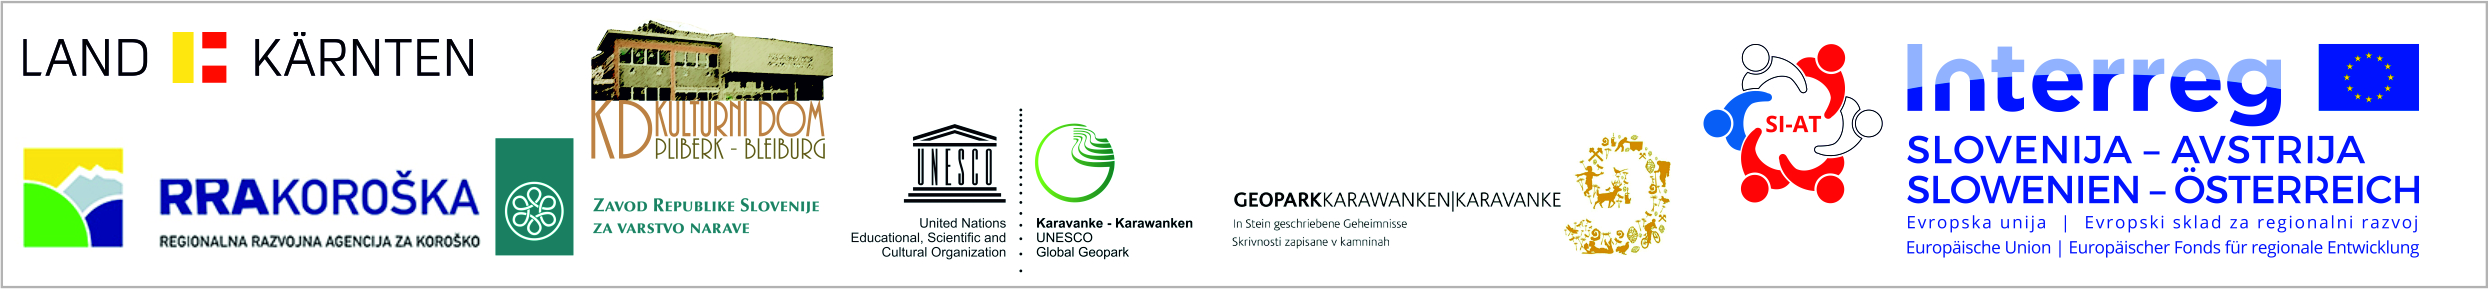 LAND KÄRNTEN
RRAKOROŠKA
REGIONALNA RAZVOJNA AGENCIJA ZA KOROŠKO
KD KULTURNI DOM
PLIBERK - BLEIBURG
ZAVOD REPUBLIKE SLOVENIJE
ZA VARSTVO NARAVE
UNESCO
United Nations
Educational, Scientific and
Cultural Organization
Karavanke - Karawanken
UNESCO
Global Geopark
GEOPARKKARAWANKEN|KARAVANKE
In Stein geschriebene Geheimnisse
Skrivnosti zapisane v kamninah
SI-AT
Interreg
SLOVENIJA – AVSTRIJA
SLOWENIEN – ÖSTERREICH
Evropska unija | Evropski sklad za regionalni razvoj
Europäische Union | Europäischer Fonds für regionale Entwicklung